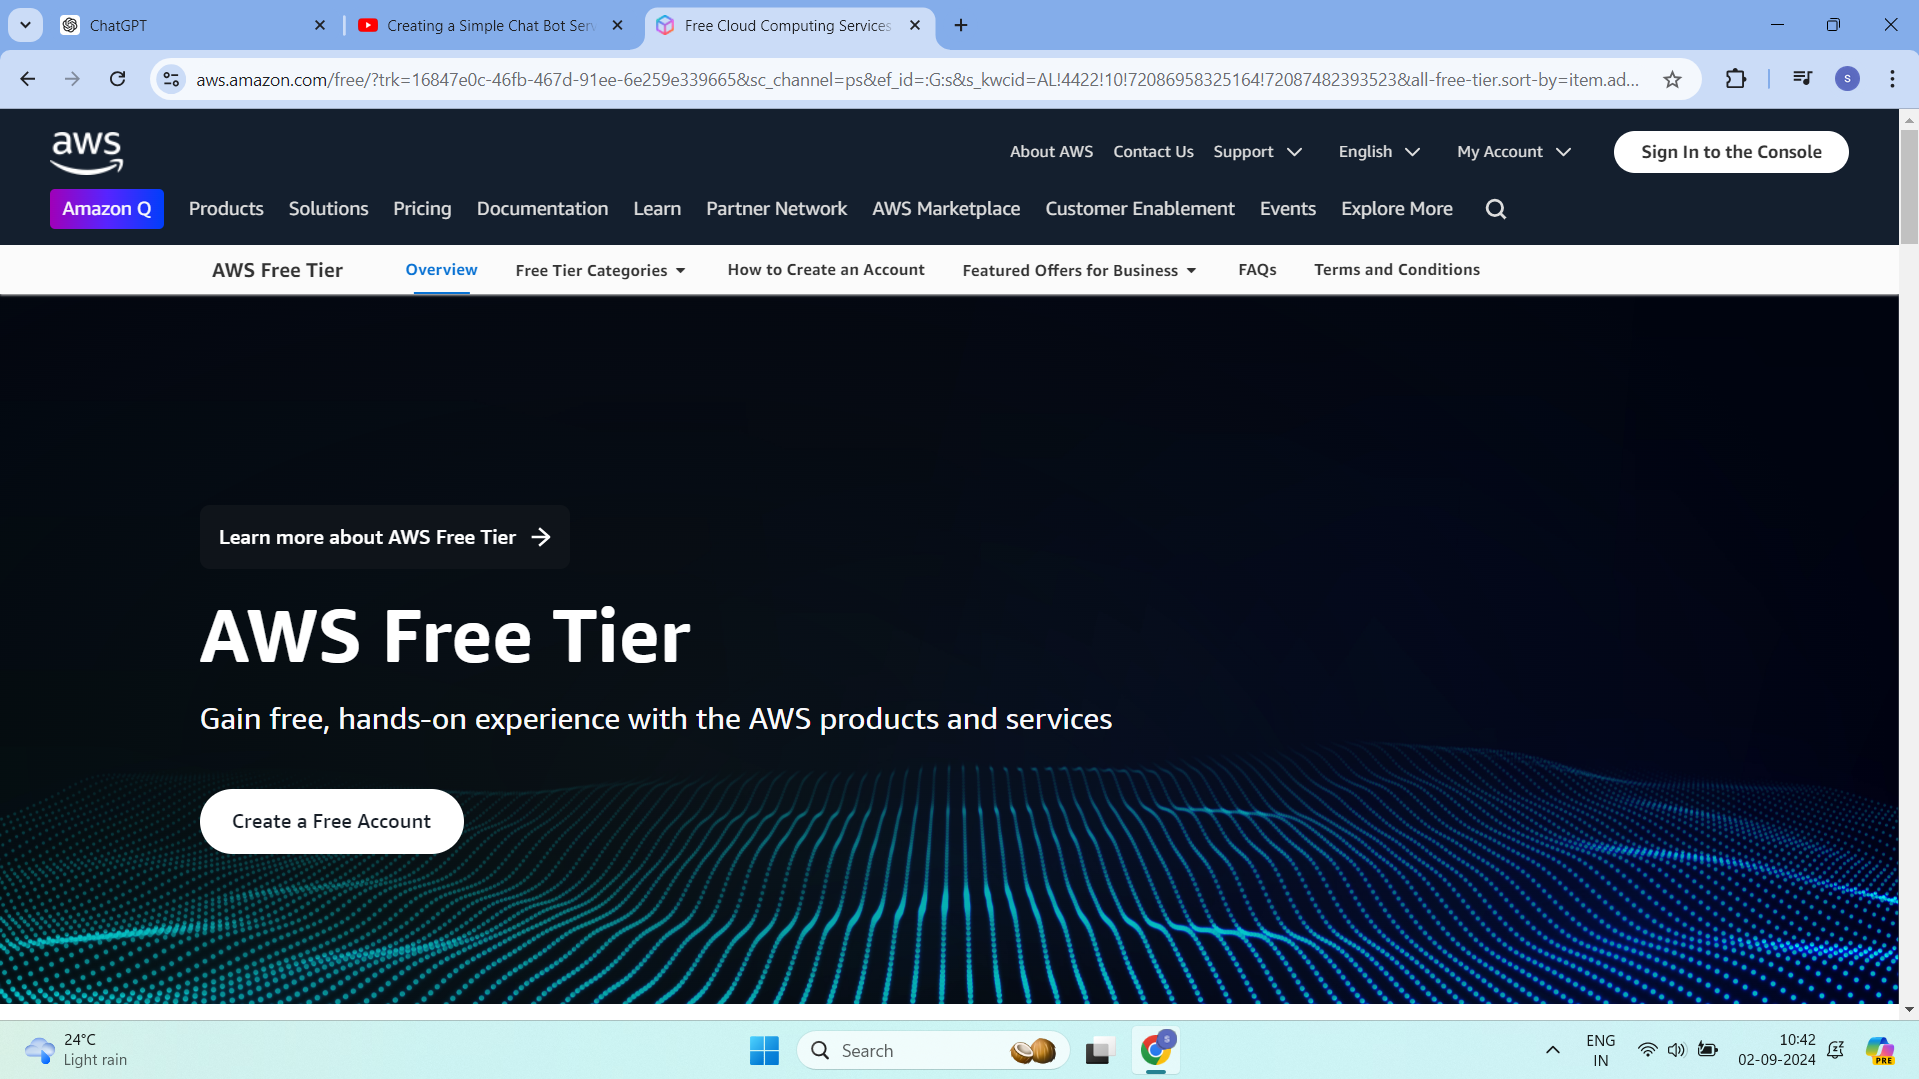 ChatGPT
Creating a Simple Chat Bot Ser
Free Cloud Computing Services
aws.amazon.com/free/?trk=16847e0c-46fb-467d-91ee-6e259e339665&sc_channel=ps&ef_id=:G:s&s_kwcid=AL!4422!10!72086958325164!72087482393523&all-free-tier.sort-by=item.ad...
S
aws
About AWS Contact Us Support English My Account Sign In to the Console
Amazon Q Products Solutions Pricing Documentation Learn Partner Network AWS Marketplace Customer Enablement Events Explore More
AWS Free Tier Overview Free Tier Categories How to Create an Account Featured Offers for Business FAQs Terms and Conditions
Learn more about AWS Free Tier
AWS Free Tier
Gain free, hands-on experience with the AWS products and services
Create a Free Account
24°C
Light rain
Search
S
ENG
IN
10:42
02-09-2024
PRE